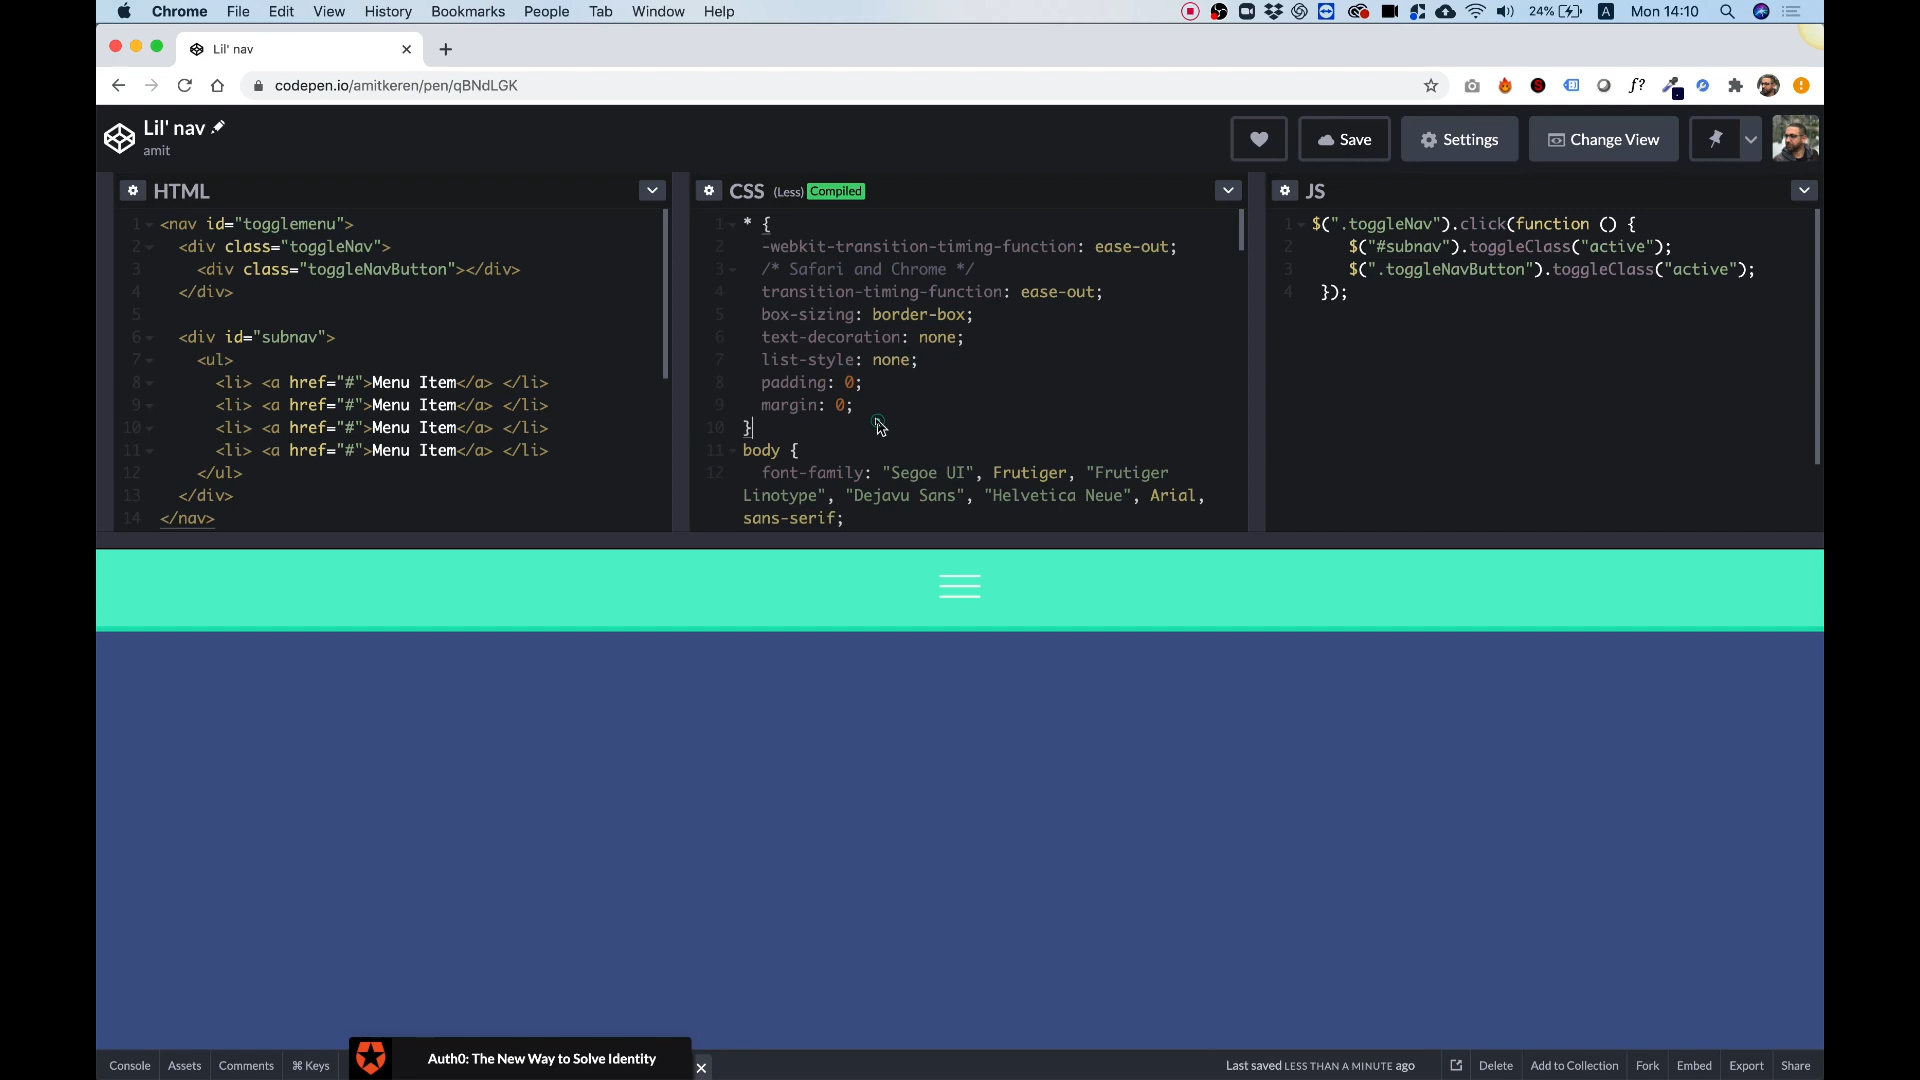 Chrome File Edit View History Bookmarks People Tab Window Help 24% A Mon 14:10
Lil' nav
codepen.io/amitkeren/pen/qBNdLGK
Lil' nav
amit
Save Settings Change View
HTML
1 <nav id="togglemenu">
2 <div class="toggleNav">
3 <div class="toggleNavButton"></div>
4 </div>
5
6 <div id="subnav">
7 <ul>
8 <li> <a href="#">Menu Item</a> </li>
9 <li> <a href="#">Menu Item</a> </li>
10 <li> <a href="#">Menu Item</a> </li>
11 <li> <a href="#">Menu Item</a> </li>
12 </ul>
13 </div>
14 </nav>
CSS (Less) Compiled
1 * {
2 -webkit-transition-timing-function: ease-out;
3 /* Safari and Chrome */
4 transition-timing-function: ease-out;
5 box-sizing: border-box;
6 text-decoration: none;
7 list-style: none;
8 padding: 0;
9 margin: 0;
10 }
11 body {
12 font-family: "Segoe UI", Frutiger, "Frutiger
Linotype", "Dejavu Sans", "Helvetica Neue", Arial,
sans-serif;
JS
1 $(".toggleNav").click(function () {
2 $("#subnav").toggleClass("active");
3 $(".toggleNavButton").toggleClass("active");
4 });
Console Assets Comments ⌘ Keys
Auth0: The New Way to Solve Identity
Last saved LESS THAN A MINUTE ago Delete Add to Collection Fork Embed Export Share